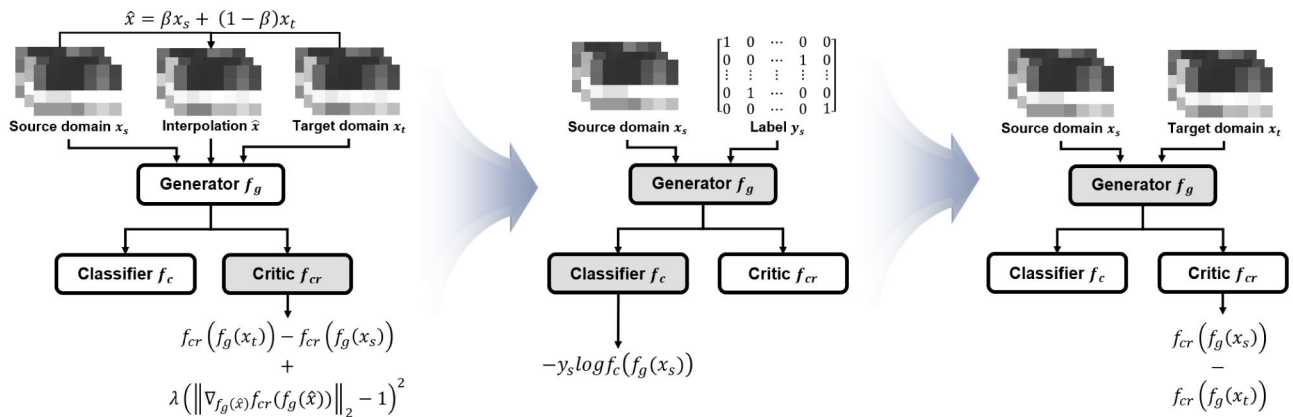 x̂ = βx_s + (1 − β)x_t
Source domain x_s
Interpolation x̂
Target domain x_t
Generator f_g
Classifier f_c
Critic f_cr
f_cr(f_g(x_t)) − f_cr(f_g(x_s))
+
λ(‖∇_{f_g(x̂)} f_cr(f_g(x̂))‖_2 − 1)^2
[1 0 ⋯ 0 0
0 0 ⋯ 1 0
⋮ ⋮ ⋮ ⋮ ⋮
0 1 ⋯ 0 0
0 0 ⋯ 0 1]
Source domain x_s
Label y_s
Generator f_g
Classifier f_c
Critic f_cr
−y_s log f_c(f_g(x_s))
Source domain x_s
Target domain x_t
Generator f_g
Classifier f_c
Critic f_cr
f_cr(f_g(x_s))
−
f_cr(f_g(x_t))